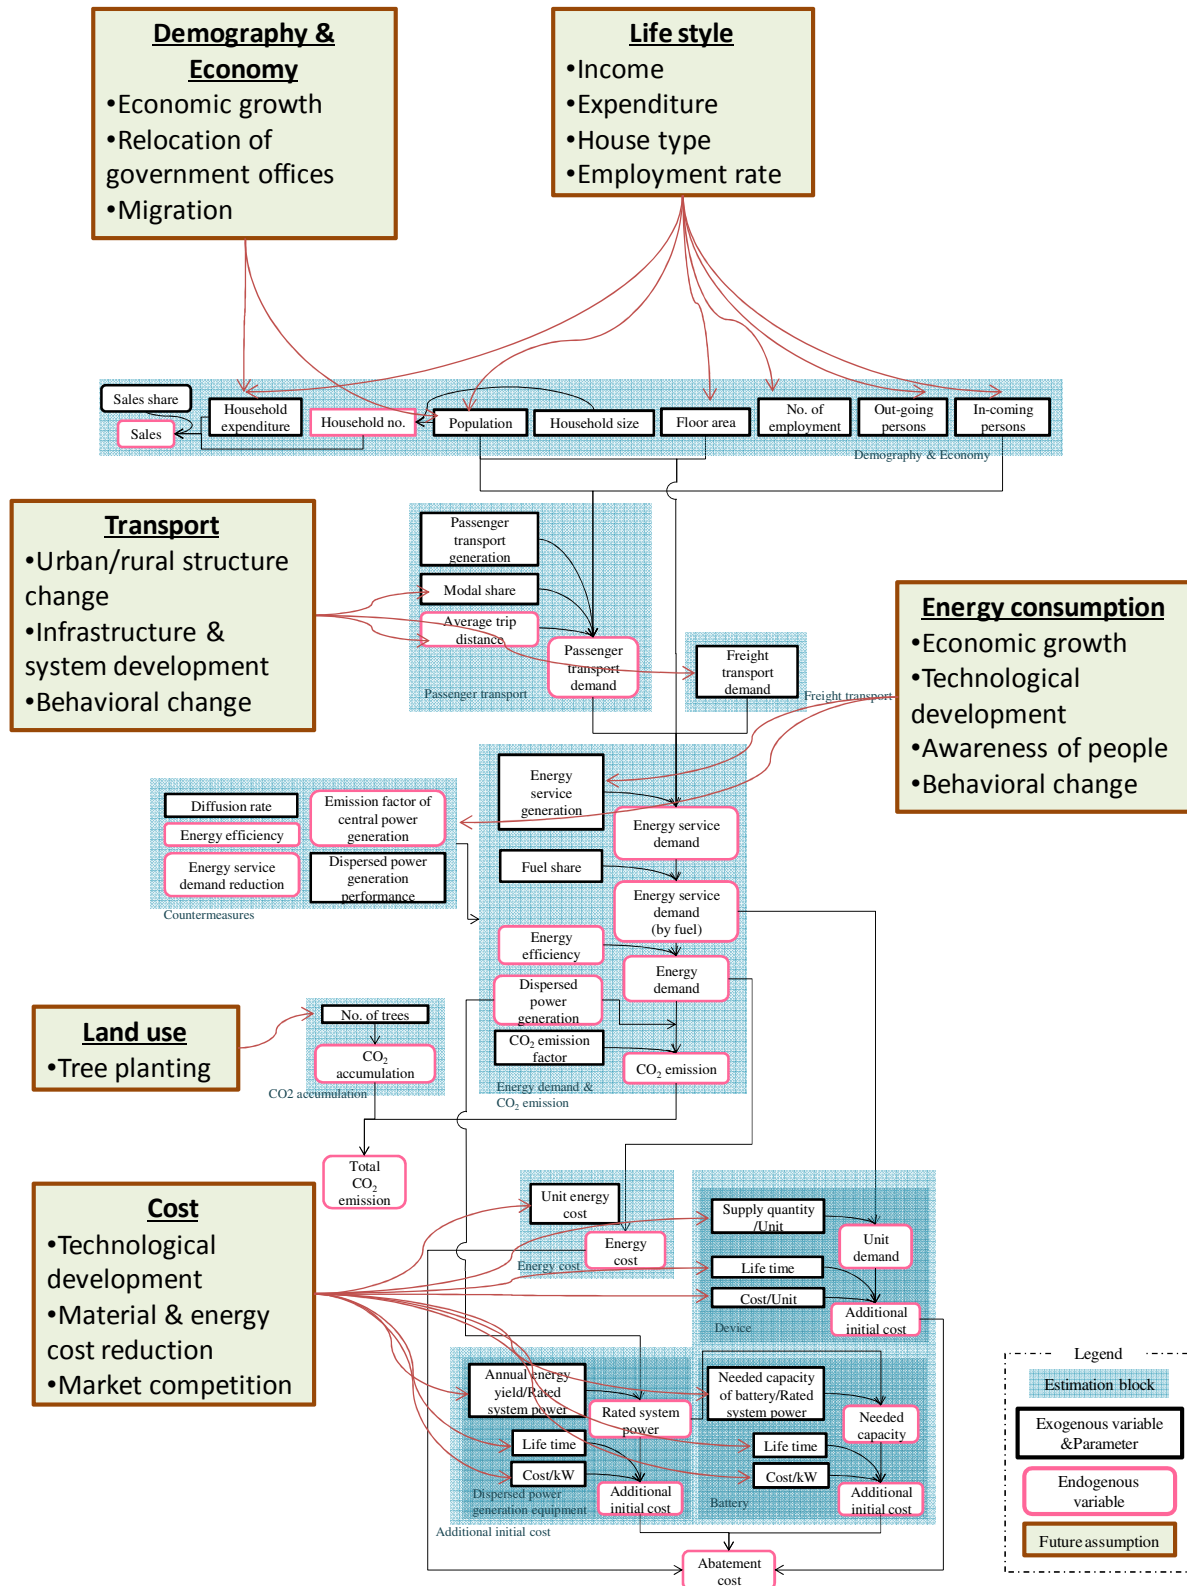 Demography &
Economy
•Economic growth
•Relocation of
government offices
•Migration
Life style
•Income
•Expenditure
•House type
•Employment rate
Sales share
Sales
Household
expenditure
Household no.
Population
Household size
Floor area
No. of
employment
Out-going
persons
In-coming
persons
Demography & Economy
Transport
•Urban/rural structure
change
•Infrastructure &
system development
•Behavioral change
Passenger
transport
generation
Modal share
Average trip
distance
Passenger
transport
demand
Passenger transport
Freight
transport
demand
Freight transport
Energy consumption
•Economic growth
•Technological
development
•Awareness of people
•Behavioral change
Diffusion rate
Energy efficiency
Energy service
demand reduction
Emission factor of
central power
generation
Dispersed power
generation
performance
Countermeasures
Energy
service
generation
Energy service
demand
Fuel share
Energy service
demand
(by fuel)
Energy
efficiency
Energy
demand
Dispersed
power
generation
CO2 emission
factor
CO2 emission
Energy demand &
CO2 emission
Land use
•Tree planting
No. of trees
CO2
accumulation
CO2 accumulation
Total
CO2
emission
Cost
•Technological
development
•Material & energy
cost reduction
•Market competition
Unit energy
cost
Energy
cost
Energy cost
Supply quantity
/Unit
Unit
demand
Life time
Cost/Unit
Additional
initial cost
Device
Annual energy
yield/Rated
system power
Rated system
power
Life time
Cost/kW
Additional
initial cost
Dispersed power
generation equipment
Needed capacity
of battery/Rated
system power
Needed
capacity
Life time
Cost/kW
Additional
initial cost
Battery
Additional initial cost
Abatement
cost
Legend
Estimation block
Exogenous variable
&Parameter
Endogenous
variable
Future assumption